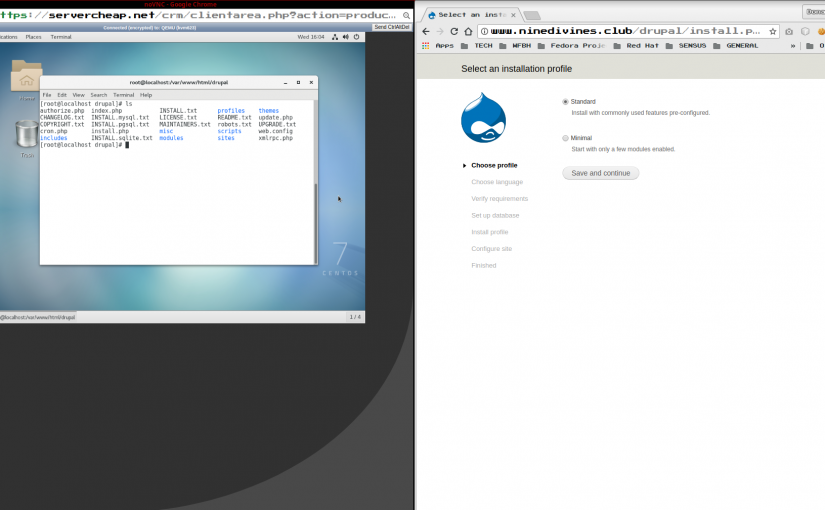 noVNC - Google Chrome
ttps://servercheap.net/crm/clientarea.php?action=produc...
Connected (encrypted) to: QEMU
Send CtrlAltDel
cations Places Terminal
Wed 16:04
Home
Trash
root@localhost:/var/www/html/drupal
File Edit View Search Terminal Help
[root@localhost drupal]# ls
authorize.php index.php INSTALL.txt profiles themes
CHANGELOG.txt INSTALL.mysql.txt LICENSE.txt README.txt update.php
COPYRIGHT.txt INSTALL.pgsql.txt MAINTAINERS.txt robots.txt UPGRADE.txt
cron.php install.php misc scripts web.config
includes INSTALL.sqlite.txt modules sites xmlrpc.php
[root@localhost drupal]#
7
CENTOS
@localhost:/var/www/html/drupal
1 / 4
Select an insta
www.ninedivines.club/drupal/install.p...
Apps TECH WFBH Fedora Proje Red Hat SENSUS GENERAL » O
Select an installation profile
Standard
Install with commonly used features pre-configured.
Minimal
Start with only a few modules enabled.
Save and continue
Choose profile
Choose language
Verify requirements
Set up database
Install profile
Configure site
Finished